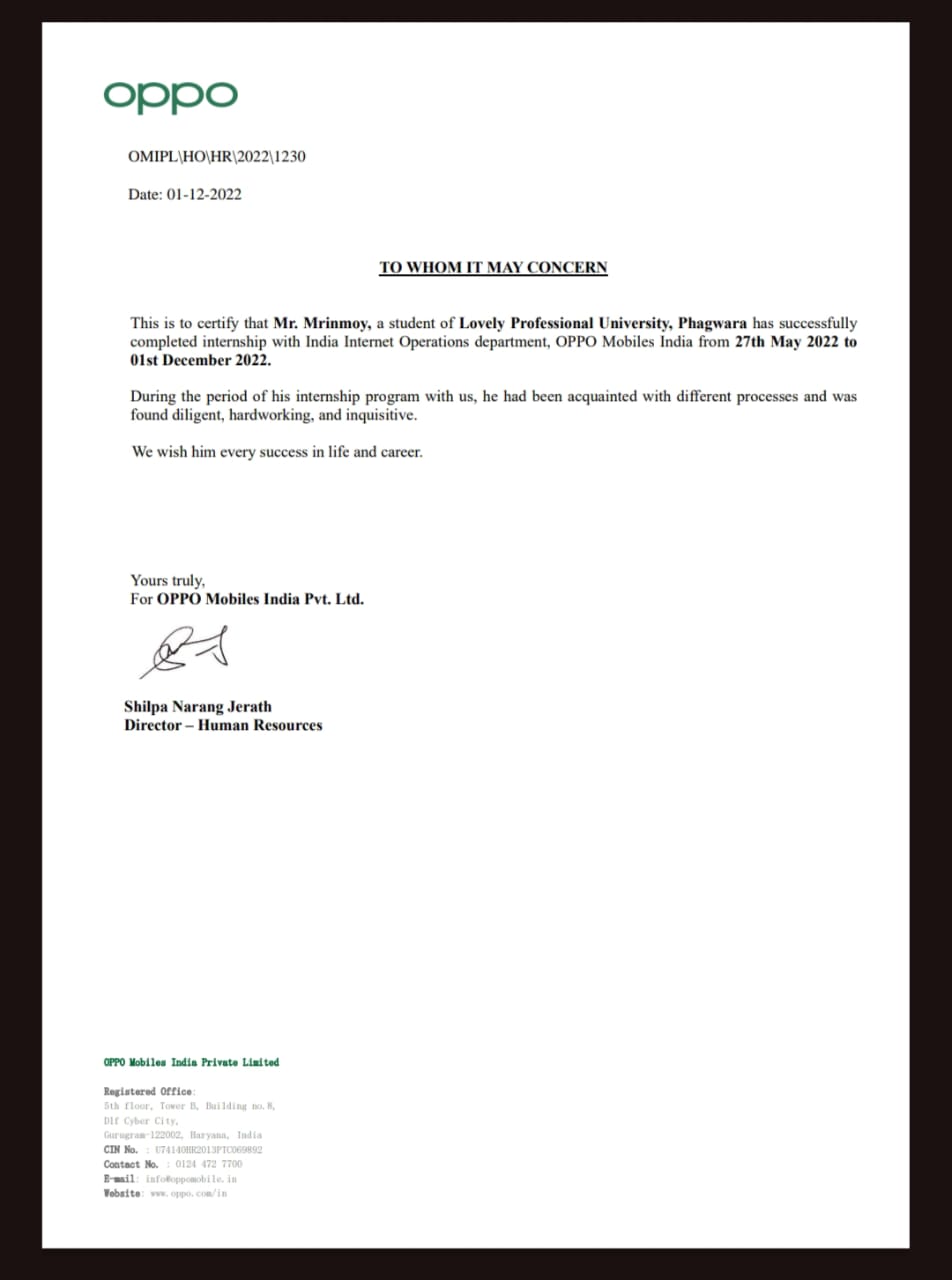 oppo
OMIPL\HO\HR\2022\1230
Date: 01-12-2022
TO WHOM IT MAY CONCERN
This is to certify that Mr. Mrinmoy, a student of Lovely Professional University, Phagwara has successfully
completed internship with India Internet Operations department, OPPO Mobiles India from 27th May 2022 to
01st December 2022.
During the period of his internship program with us, he had been acquainted with different processes and was
found diligent, hardworking, and inquisitive.
We wish him every success in life and career.
Yours truly,
For OPPO Mobiles India Pvt. Ltd.
Shilpa Narang Jerath
Director – Human Resources
OPPO Mobiles India Private Limited
Registered Office:
5th floor, Tower B, Building no.8,
Dlf Cyber City,
Gurugram-122002, Haryana, India
CIN No. : U74140HR2013PTC069892
Contact No. : 0124 472 7700
E-mail: info@oppomobile.in
Website: www.oppo.com/in